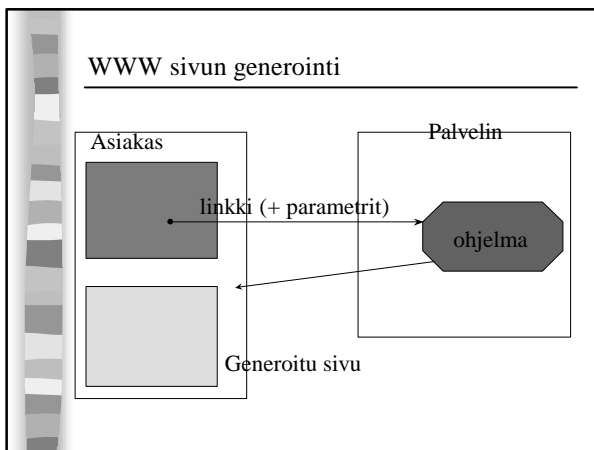 WWW sivun generointi
Asiakas
Palvelin
linkki (+ parametrit)
ohjelma
Generoitu sivu